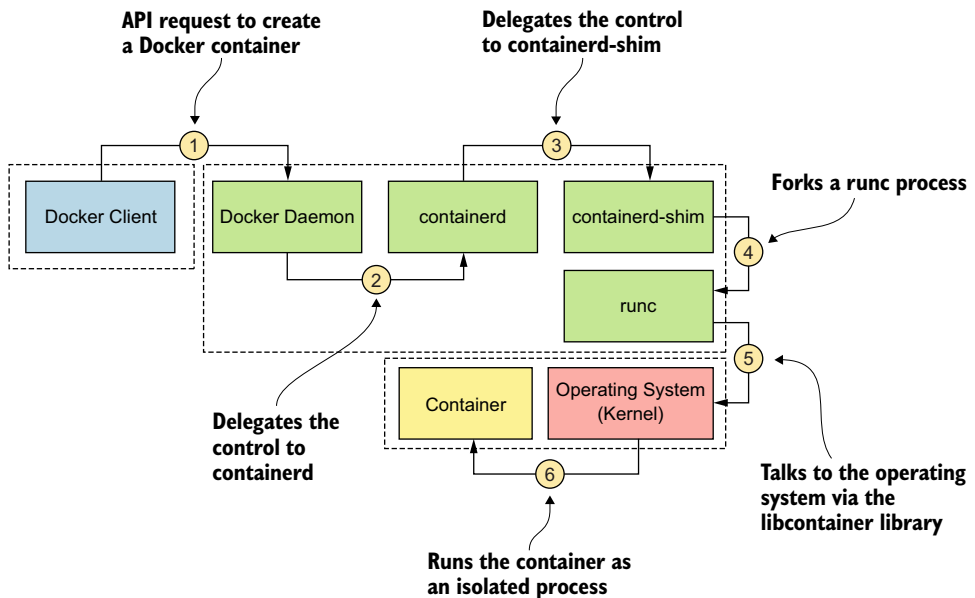 API request to create
a Docker container
Delegates the control
to containerd-shim
1
3
Docker Client
Docker Daemon
containerd
containerd-shim
Forks a runc process
4
2
runc
5
Container
Operating System
(Kernel)
Delegates the
control to
containerd
6
Talks to the operating
system via the
libcontainer library
Runs the container as
an isolated process